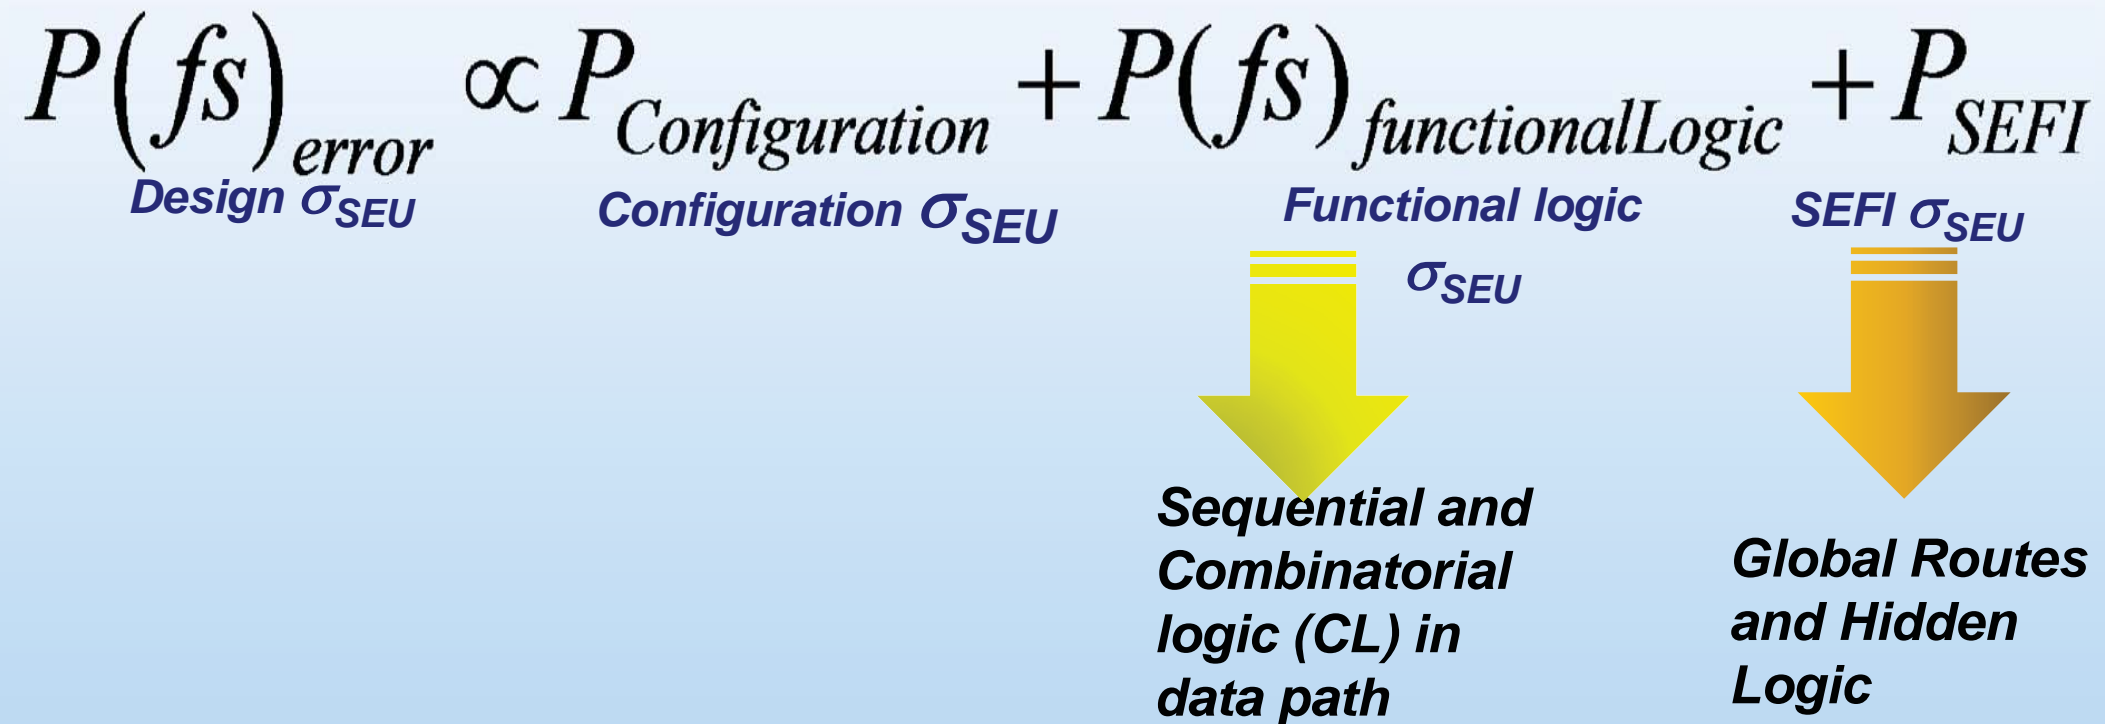 P(fs)error ∝ PConfiguration + P(fs)functionalLogic + PSEFI
Design σSEU
Configuration σSEU
Functional logic
σSEU
SEFI σSEU
Sequential and
Combinatorial
logic (CL) in
data path
Global Routes
and Hidden
Logic